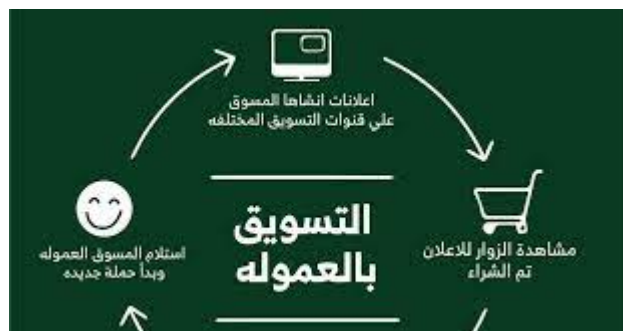 اعلانات انشاها المسوق
علي قنوات التسويق المختلفه
مشاهدة الزوار للاعلان
تم الشراء
التسويق
بالعموله
استلام المسوق العموله
وبدأ حملة جديده